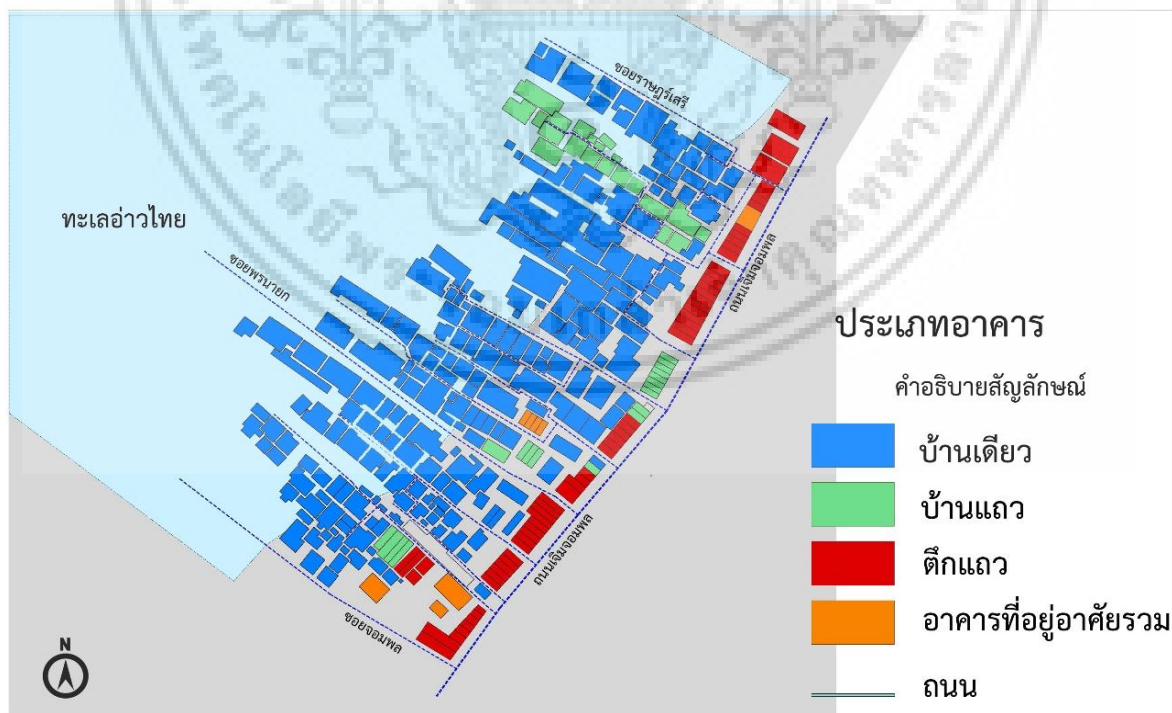 ซอยราษฎร์เสรี
ทะเลอ่าวไทย
ซอยพรนายก
ถนนเจิมจอมพล
ประเภทอาคาร
คำอธิบายสัญลักษณ์
บ้านเดียว
บ้านแถว
ตึกแถว
อาคารที่อยู่อาศัยรวม
ถนน
ถนนเจิมจอมพล
ซอยจอมพล
N